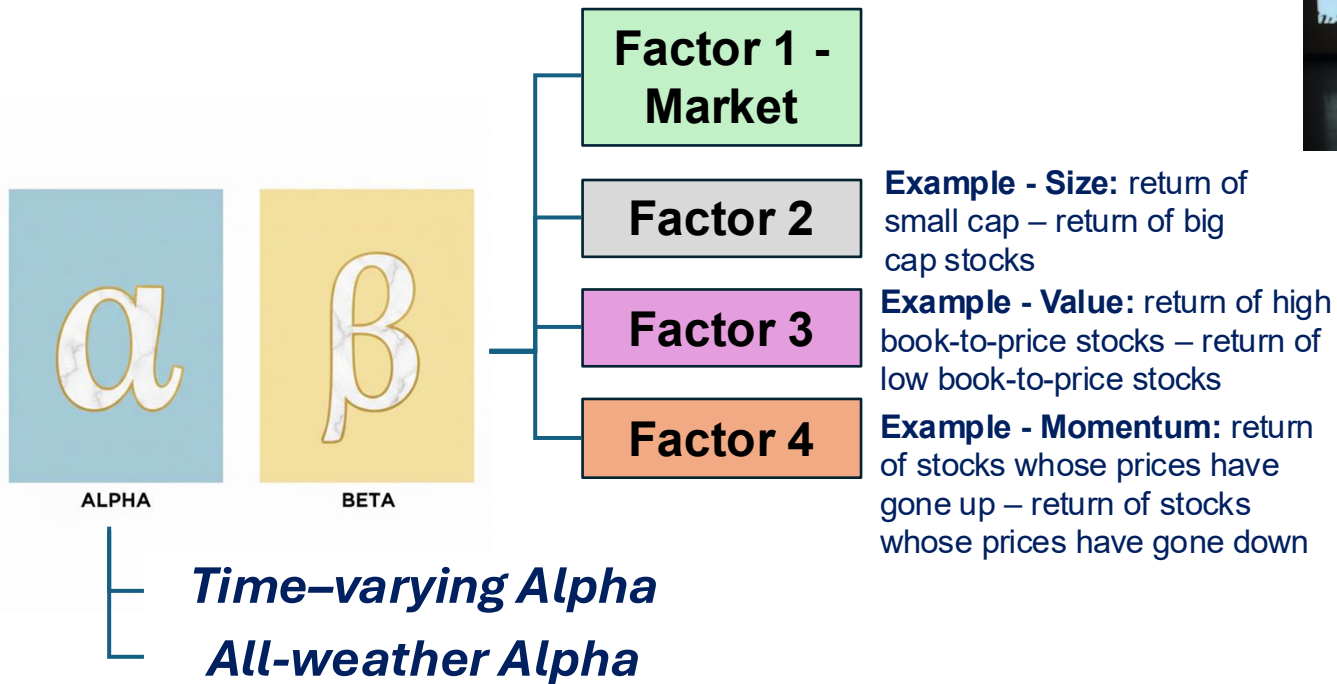 Factor 1 -
Market
Factor 2
Example - Size: return of
small cap – return of big
cap stocks
Factor 3
Example - Value: return of high
book-to-price stocks – return of
low book-to-price stocks
Factor 4
Example - Momentum: return
of stocks whose prices have
gone up – return of stocks
whose prices have gone down
α
β
ALPHA
BETA
Time–varying Alpha
All-weather Alpha